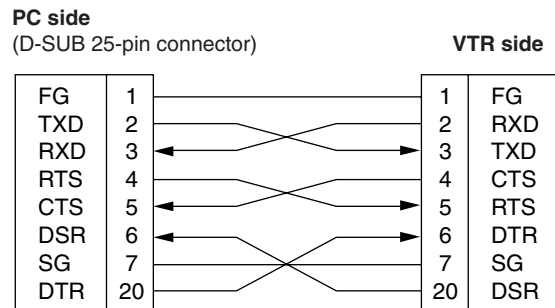 PC side
(D-SUB 25-pin connector) VTR side
FG 1 1 FG
TXD 2 2 RXD
RXD 3 3 TXD
RTS 4 4 CTS
CTS 5 5 RTS
DSR 6 6 DTR
SG 7 7 SG
DTR 20 20 DSR